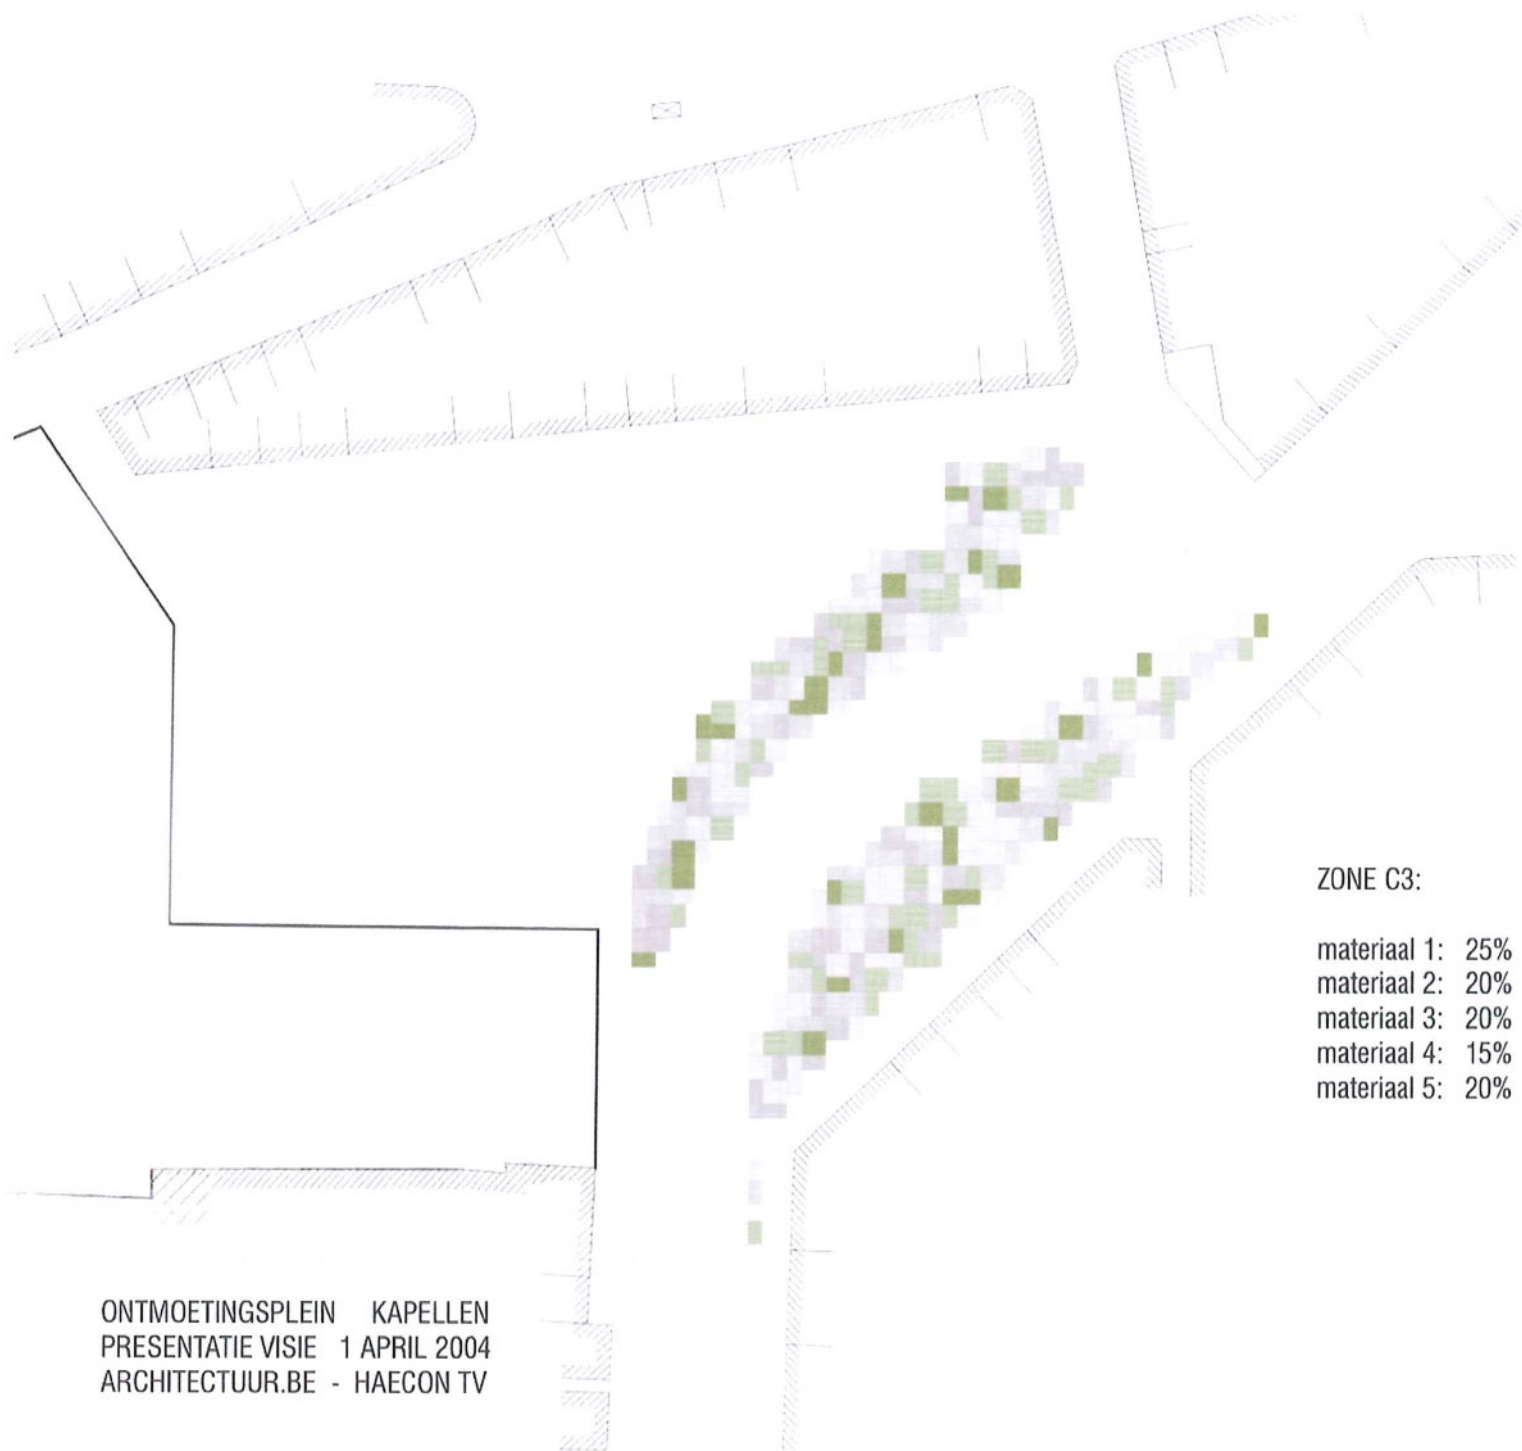 ZONE C3:
materiaal 1: 25%
materiaal 2: 20%
materiaal 3: 20%
materiaal 4: 15%
materiaal 5: 20%
ONTMOETINGSPLEIN KAPELLEN
PRESENTATIE VISIE 1 APRIL 2004
ARCHITECTUUR.BE - HAECON TV